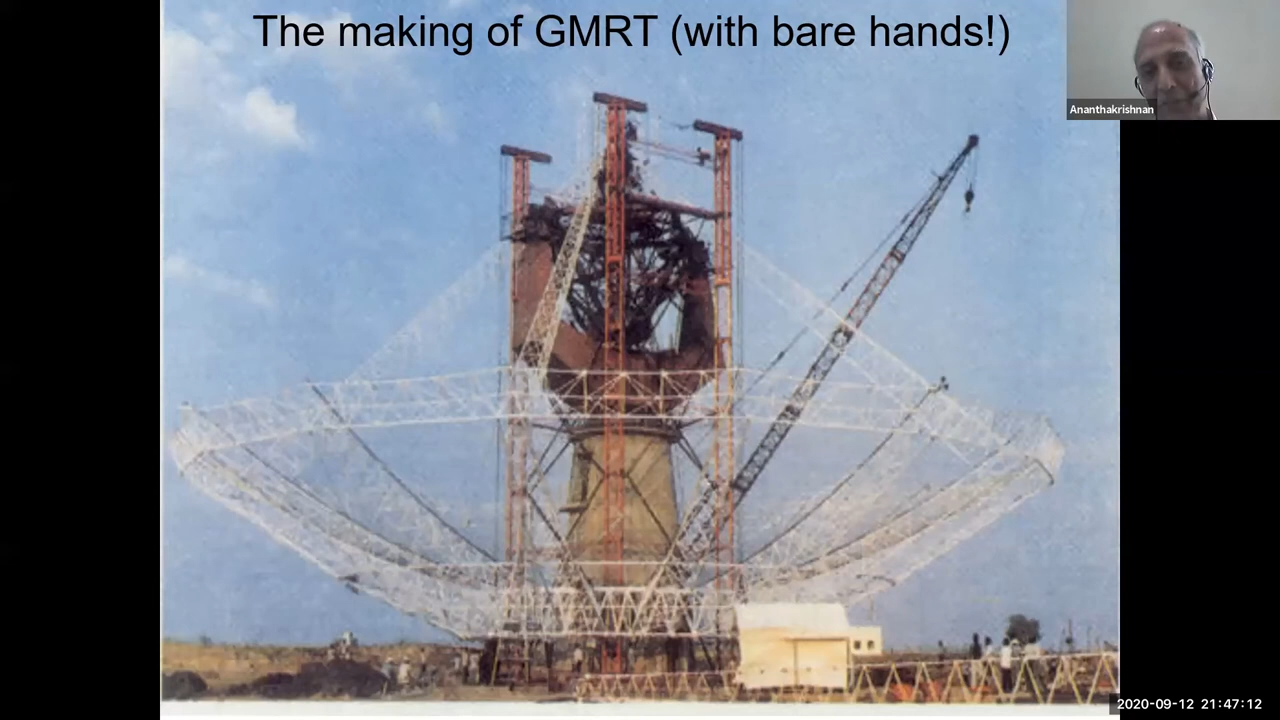 The making of GMRT (with bare hands!)
Ananthakrishnan
2020-09-12 21:47:12